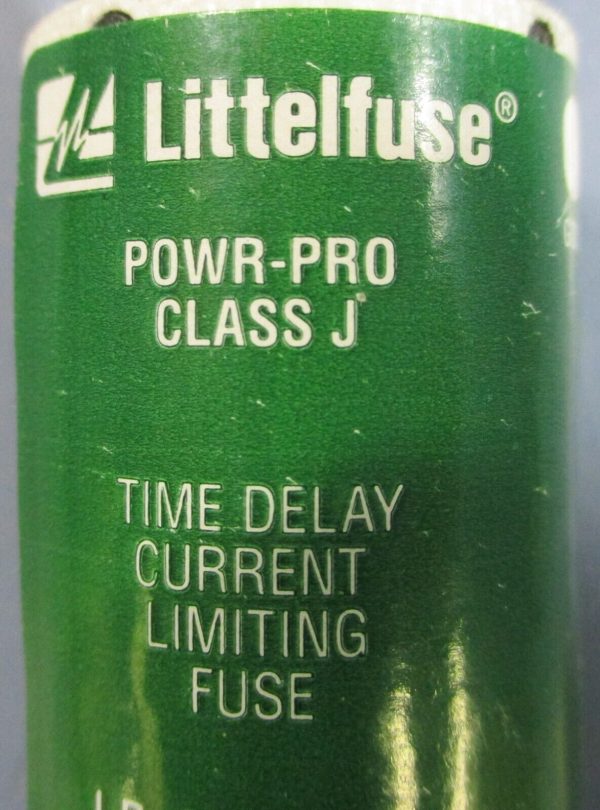 Littelfuse®
POWR-PRO
CLASS J
TIME DELAY
CURRENT
LIMITING
FUSE